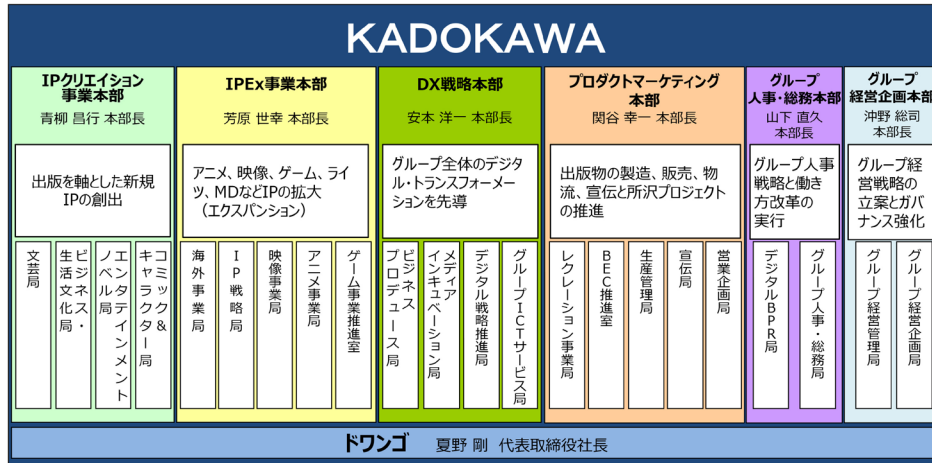 KADOKAWA
IPクリエイション
事業本部
青柳 昌行 本部長
出版を軸とした新規
IPの創出
文芸局
ビジネス・
生活文化局
エンタテインメント
ノベル局
コミック&
キャラクター局
IPEx事業本部
芳原 世幸 本部長
アニメ、映像、ゲーム、ライ
ツ、MDなどIPの拡大
(エクスパンション)
海外事業局
IP戦略局
映像事業局
アニメ事業局
ゲーム事業推進室
DX戦略本部
安本 洋一 本部長
グループ全体のデジ
タル・トランスフォーメー
ションを先導
ビジネス
プロデュース局
メディア
インキュベーション局
デジタル戦略推進局
グループICTサービス局
プロダクトマーケティング
本部
関谷 幸一 本部長
出版物の製造、販売、物
流、宣伝と所沢プロジェクト
の推進
レクレーション事業局
BEC推進室
生産管理局
宣伝局
営業企画局
グループ
人事・総務本部
山下 直久
本部長
グループ人事
戦略と働き
方改革の
実行
デジタルBPR局
グループ人事・総務局
グループ
経営企画本部
沖野 総司
本部長
グループ経
営戦略の
立案とガバ
ナンス強化
グループ経営管理局
グループ経営企画局
ドワンゴ 夏野 剛 代表取締役社長